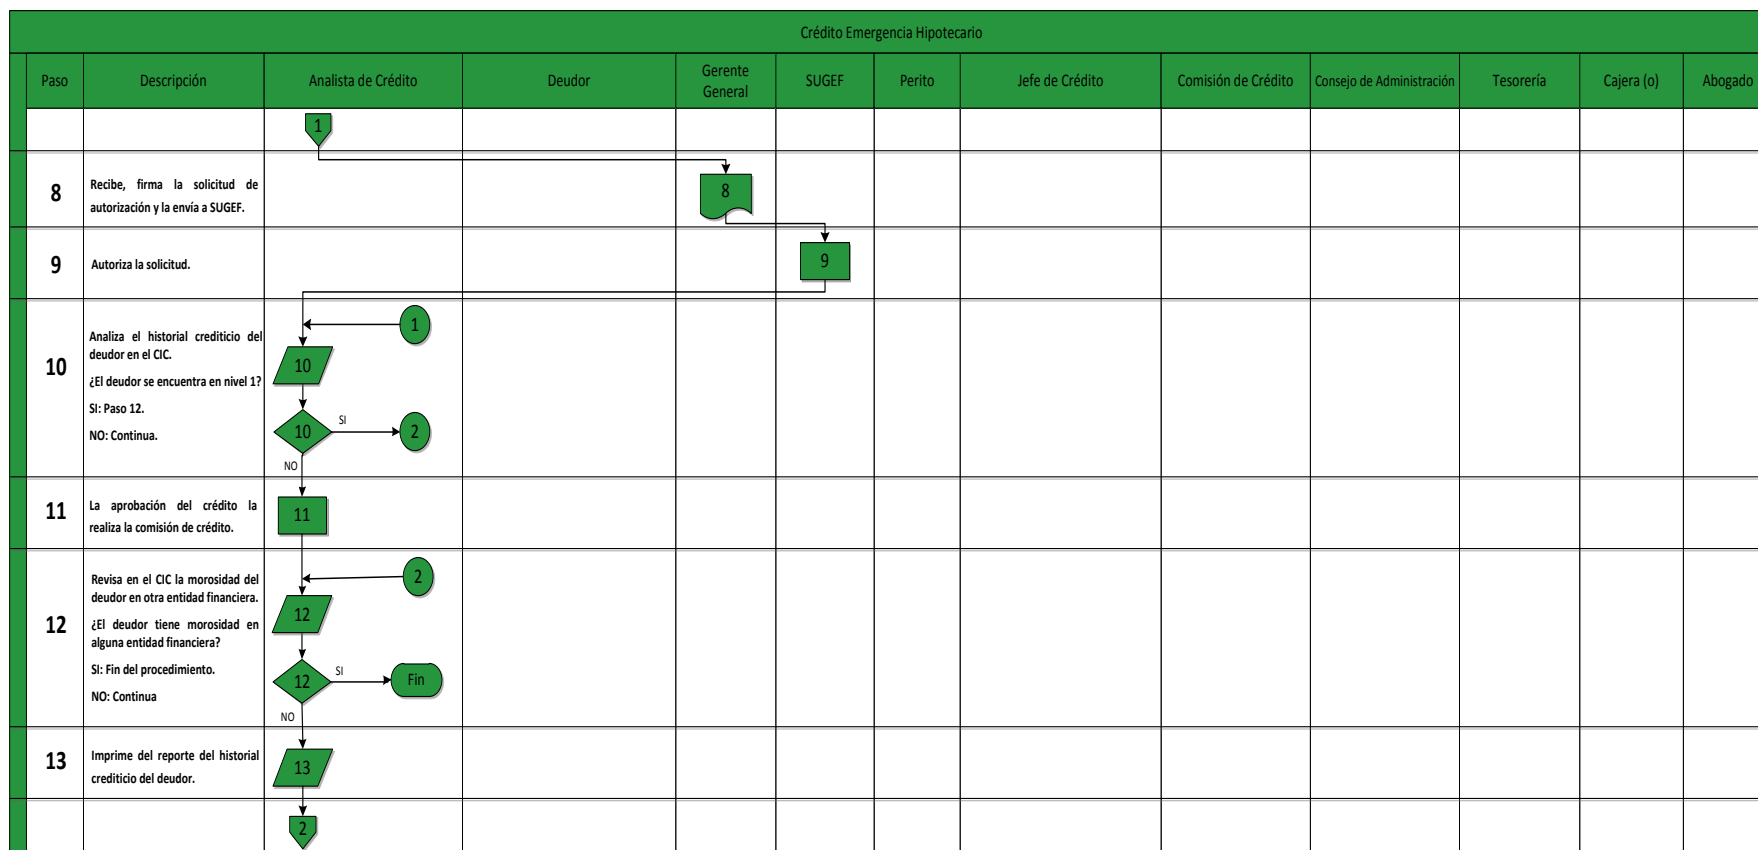 Crédito Emergencia Hipotecario
Paso
Descripción
Analista de Crédito
Deudor
Gerente
General
SUGEF
Perito
Jefe de Crédito
Comisión de Crédito
Consejo de Administración
Tesorería
Cajera (o)
Abogado
1
8
Recibe, firma la solicitud de
autorización y la envía a SUGEF.
8
9
Autoriza la solicitud.
9
10
Analiza el historial crediticio del
deudor en el CIC.
¿El deudor se encuentra en nivel 1?
SI: Paso 12.
NO: Continua.
1
10
10
SI
2
NO
11
La aprobación del crédito la
realiza la comisión de crédito.
11
12
Revisa en el CIC la morosidad del
deudor en otra entidad financiera.
¿El deudor tiene morosidad en
alguna entidad financiera?
SI: Fin del procedimiento.
NO: Continua
2
12
12
SI
Fin
NO
13
Imprime del reporte del historial
crediticio del deudor.
13
2